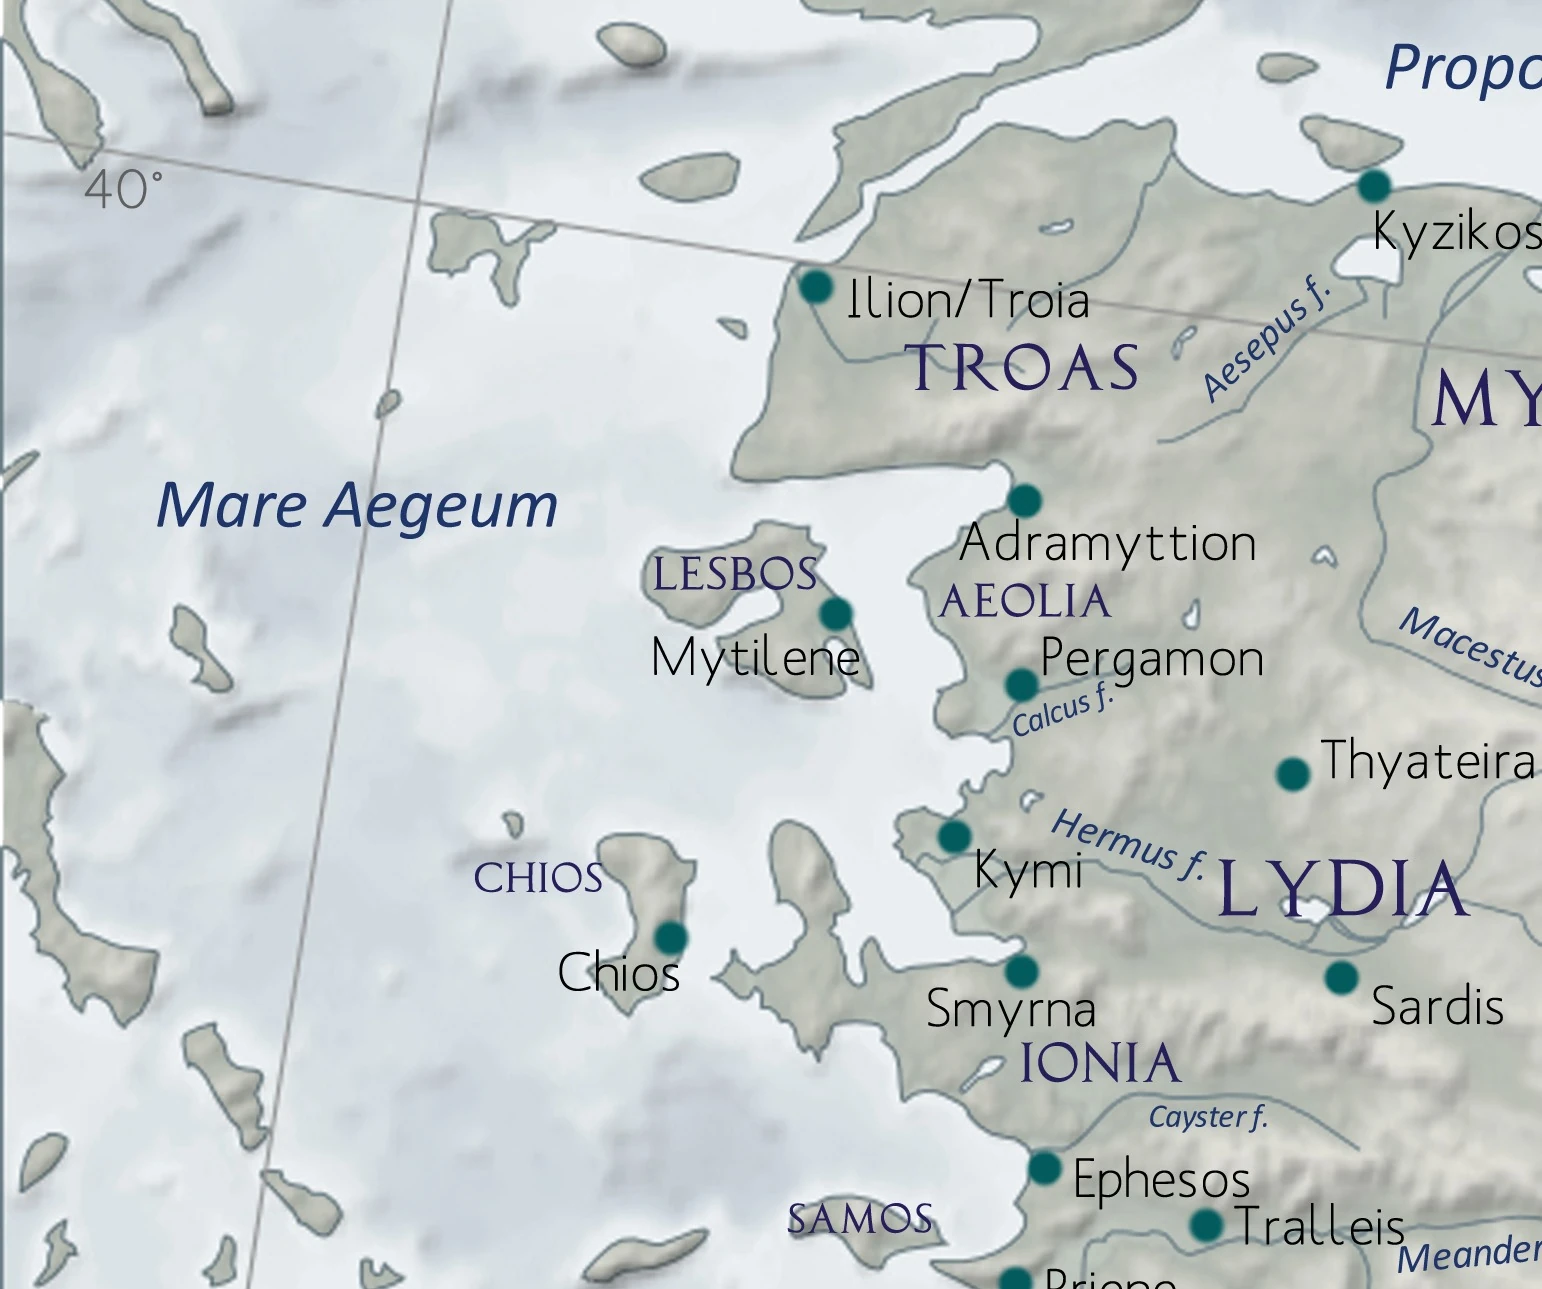 Propo
40°
Kyzikos
Ilion/Troia
Aesepus f.
TROAS
MY
Mare Aegeum
Adramyttion
LESBOS
AEOLIA
Mytilene
Pergamon
Macestus
Calcus f.
Thyateira
Hermus f.
Kymi
CHIOS
LYDIA
Chios
Smyrna
Sardis
IONIA
Cayster f.
Ephesos
SAMOS
Tralleis
Meander
Priene